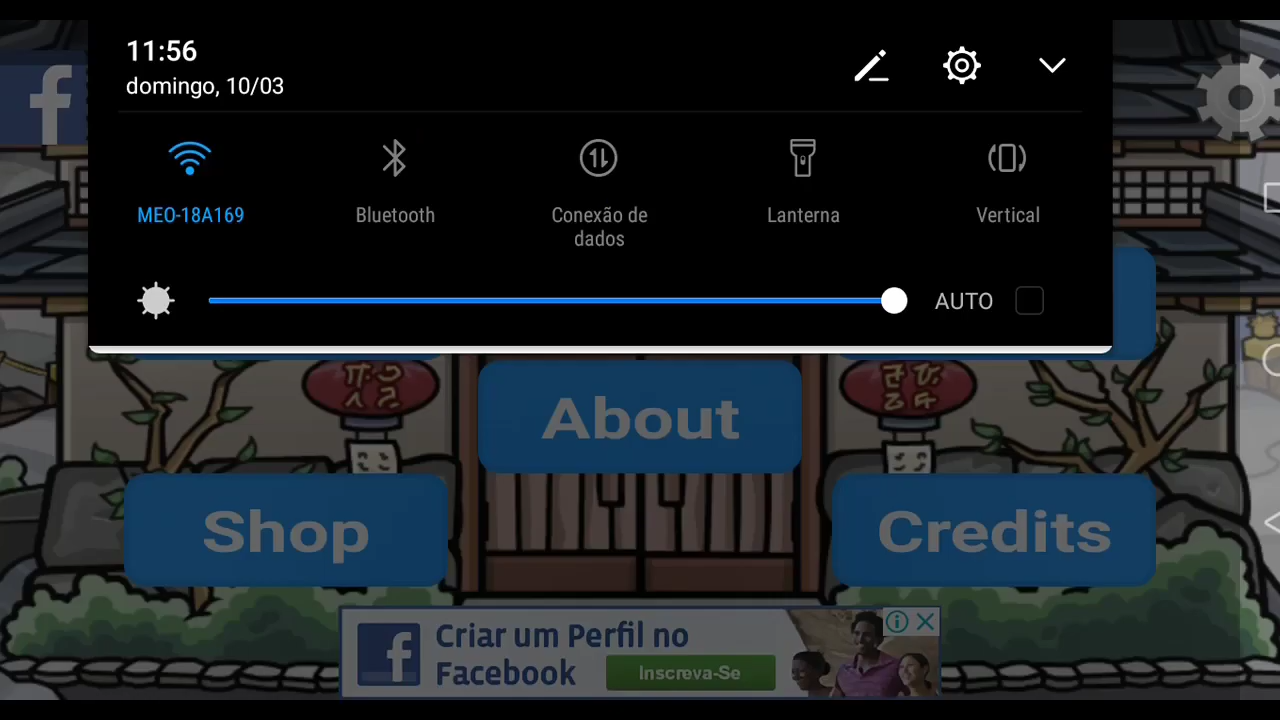 11:56
domingo, 10/03
MEO-18A169
Bluetooth
Conexão de
dados
Lanterna
Vertical
AUTO
About
Shop
Credits
Criar um Perfil no
Facebook
Inscreva-Se